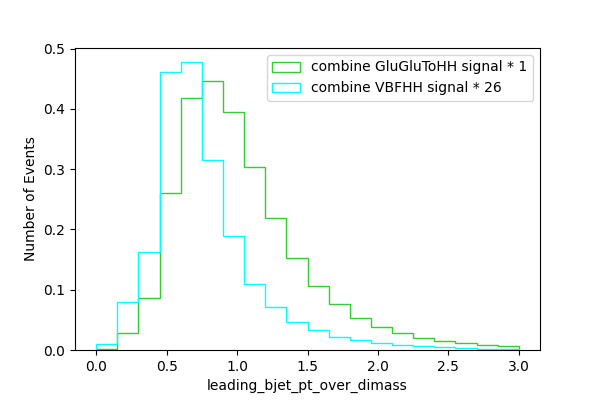 combine GluGluToHH signal * 1
combine VBFHH signal * 26
Number of Events
0.5
0.4
0.3
0.2
0.1
0.0
0.0 0.5 1.0 1.5 2.0 2.5 3.0
leading_bjet_pt_over_dimass